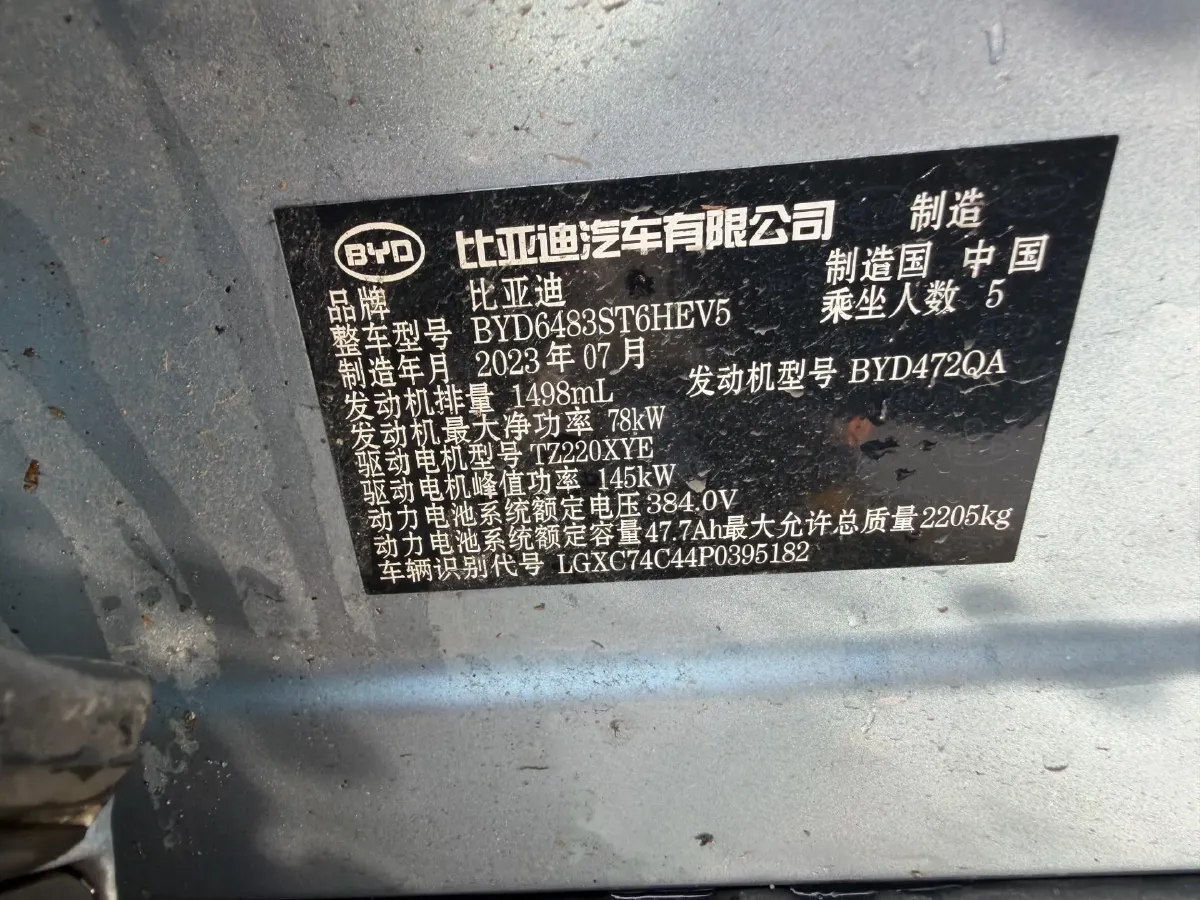 BYD 比亚迪汽车有限公司 制造
品牌 比亚迪 制造国 中国
整车型号 BYD6483ST6HEV5 乘坐人数 5
制造年月 2023年07月
发动机排量 1498mL 发动机型号 BYD472QA
发动机最大净功率 78kW
驱动电机型号 TZ220XYE
驱动电机峰值功率 145kW
动力电池系统额定电压 384.0V
动力电池系统额定容量 47.7Ah 最大允许总质量 2205kg
车辆识别代号 LGXC74C44P0395182